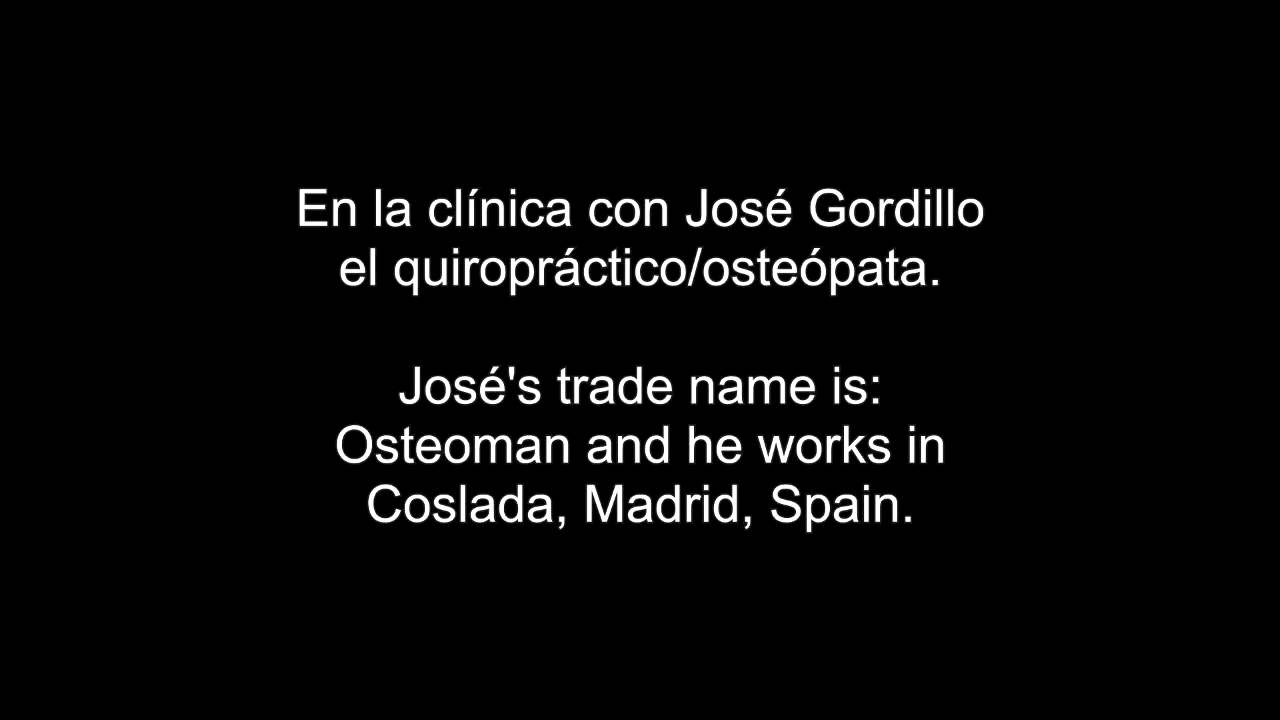 En la clínica con José Gordillo
el quiropráctico/osteópata.
José's trade name is:
Osteoman and he works in
Coslada, Madrid, Spain.